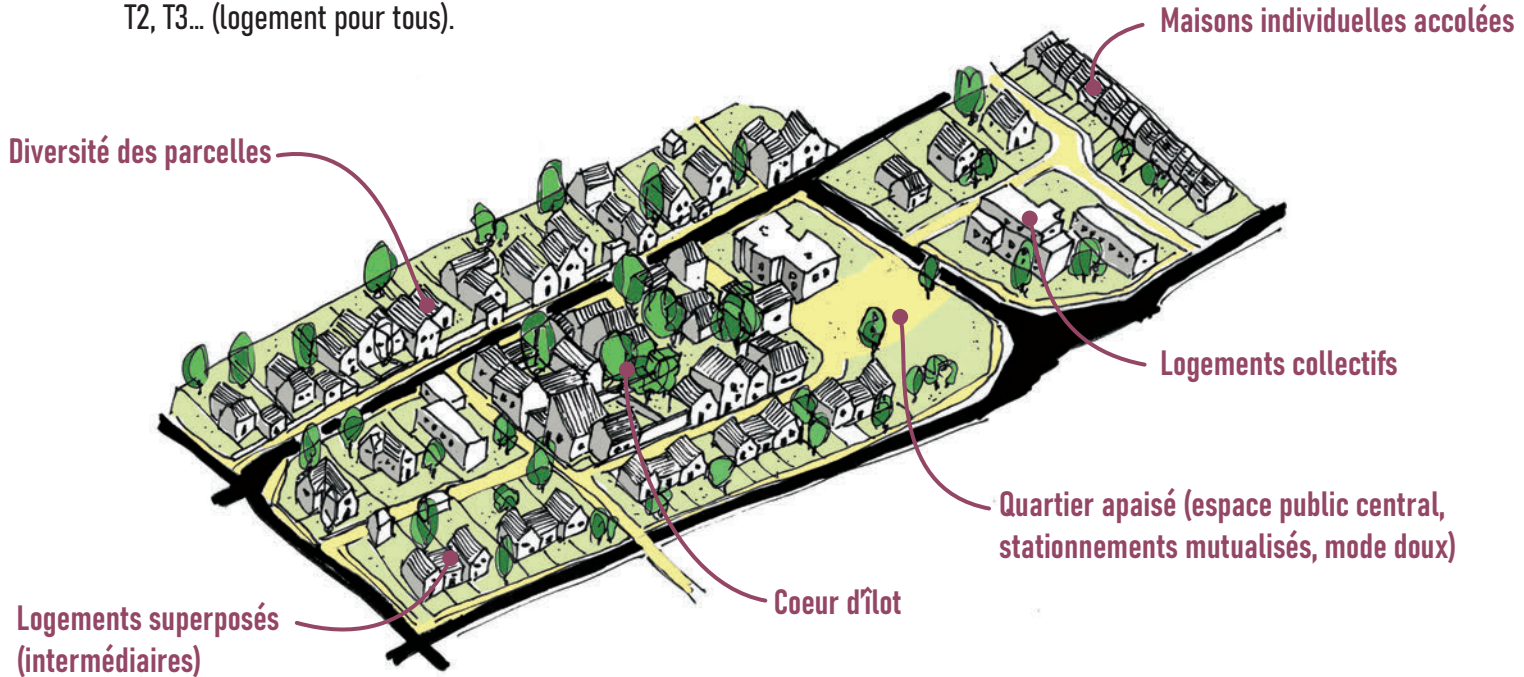 T2, T3... (logement pour tous).
Maisons individuelles accolées
Diversité des parcelles
Logements collectifs
Quartier apaisé (espace public central,
stationnements mutualisés, mode doux)
Coeur d'îlot
Logements superposés
(intermédiaires)